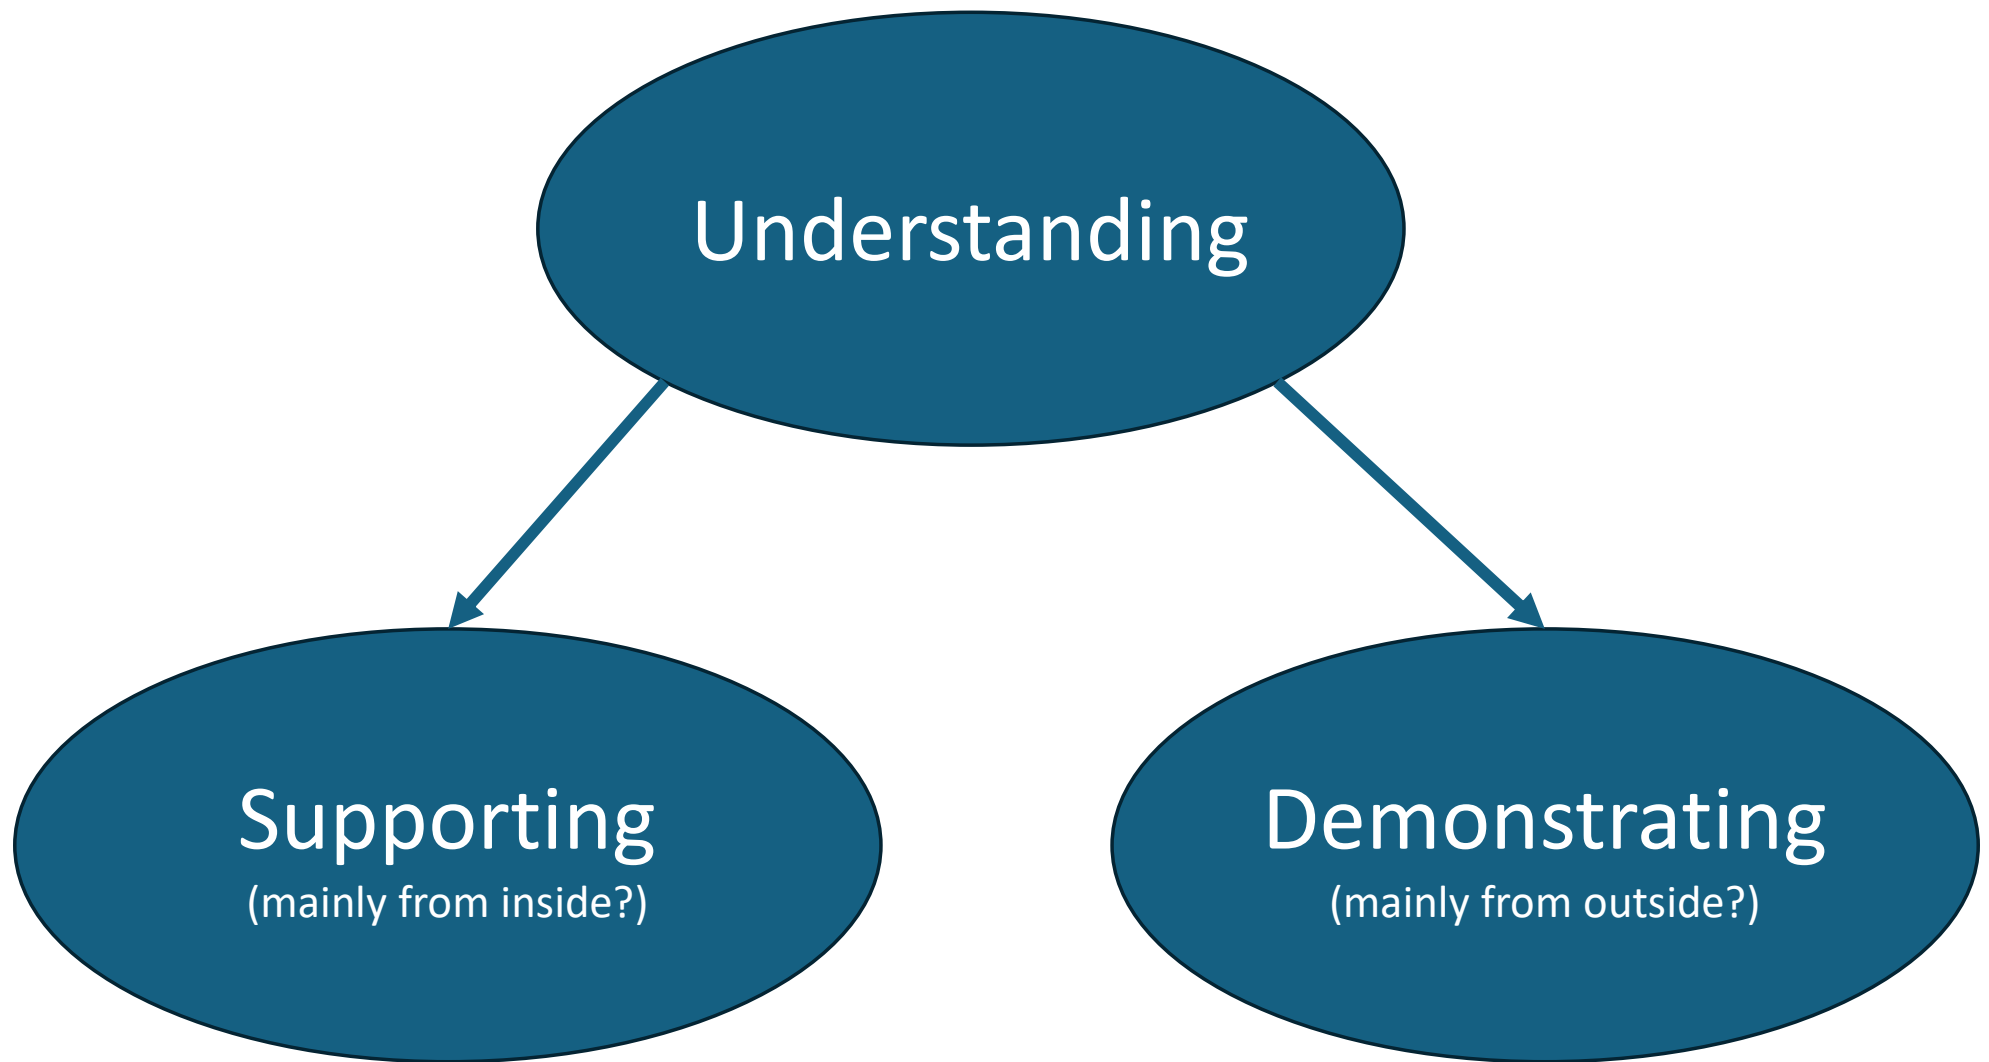 Understanding
Supporting
(mainly from inside?)
Demonstrating
(mainly from outside?)